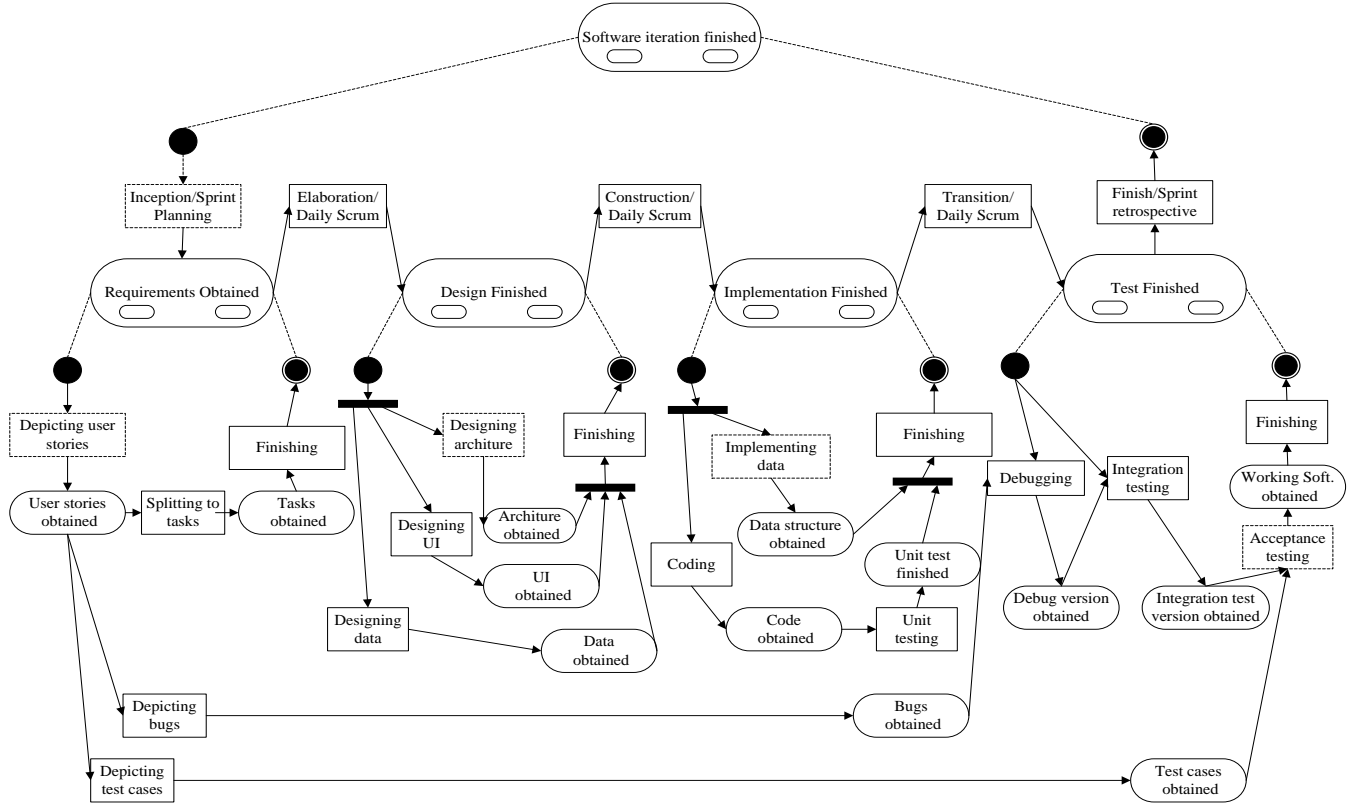 Software iteration finished
Inception/Sprint
Planning
Elaboration/
Daily Scrum
Construction/
Daily Scrum
Transition/
Daily Scrum
Finish/Sprint
retrospective
Requirements Obtained
Design Finished
Implementation Finished
Test Finished
Depicting user
stories
Finishing
Designing
architure
Finishing
Implementing
data
Finishing
Debugging
Integration
testing
Finishing
Working Soft.
obtained
User stories
obtained
Splitting to
tasks
Tasks
obtained
Designing
UI
Architure
obtained
Data structure
obtained
Acceptance
testing
Coding
Unit test
finished
UI
obtained
Debug version
obtained
Integration test
version obtained
Designing
data
Data
obtained
Code
obtained
Unit
testing
Depicting
bugs
Bugs
obtained
Depicting
test cases
Test cases
obtained